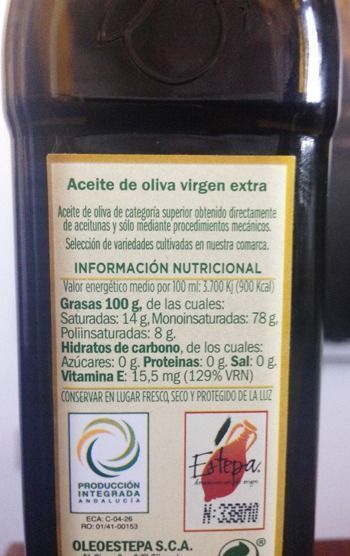 Aceite de oliva virgen extra
Aceite de oliva de categoría superior obtenido directamente
de aceitunas y sólo mediante procedimientos mecánicos.
Selección de variedades cultivadas en nuestra comarca.
INFORMACIÓN NUTRICIONAL
Valor energético medio por 100 ml: 3.700 Kj (900 Kcal)
Grasas 100 g, de las cuales:
Saturadas: 14 g, Monoinsaturadas: 78 g,
Poliinsaturadas: 8 g.
Hidratos de carbono, de los cuales:
Azúcares: 0 g. Proteinas: 0 g. Sal: 0 g.
Vitamina E: 15,5 mg (129% VRN)
CONSERVAR EN LUGAR FRESCO, SECO Y PROTEGIDO DE LA LUZ
PRODUCCIÓN
INTEGRADA
ANDALUCÍA
ECA: C-04-26
RO: 01/41-00153
Estepa
denominación de origen
OLEOESTEPA S.C.A.